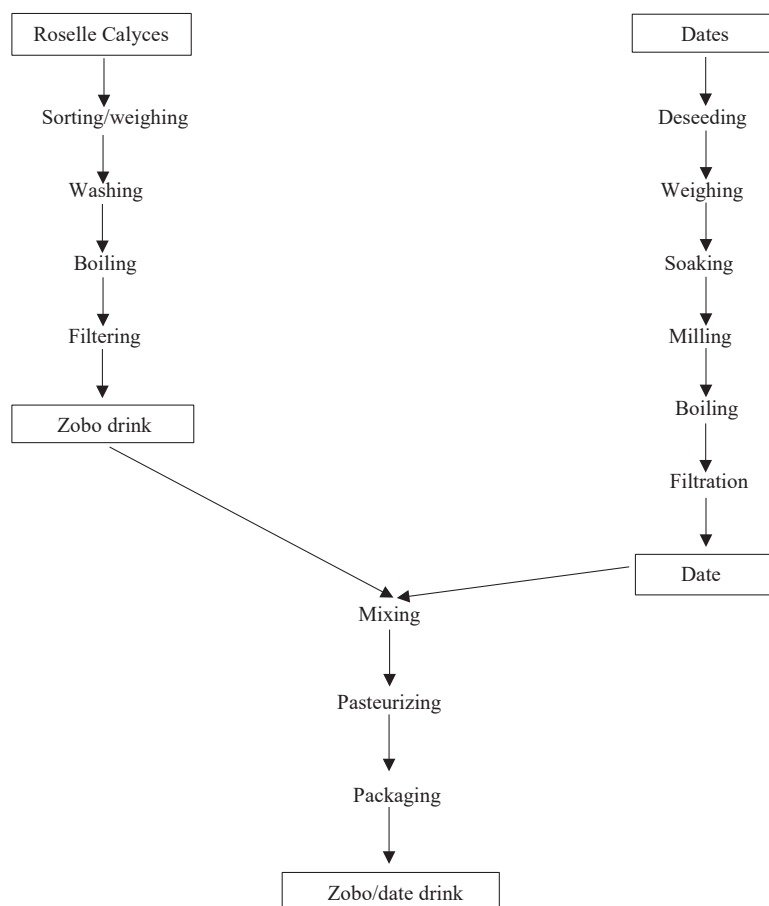 Roselle Calyces
Sorting/weighing
Washing
Boiling
Filtering
Zobo drink
Dates
Deseeding
Weighing
Soaking
Milling
Boiling
Filtration
Date
Mixing
Pasteurizing
Packaging
Zobo/date drink